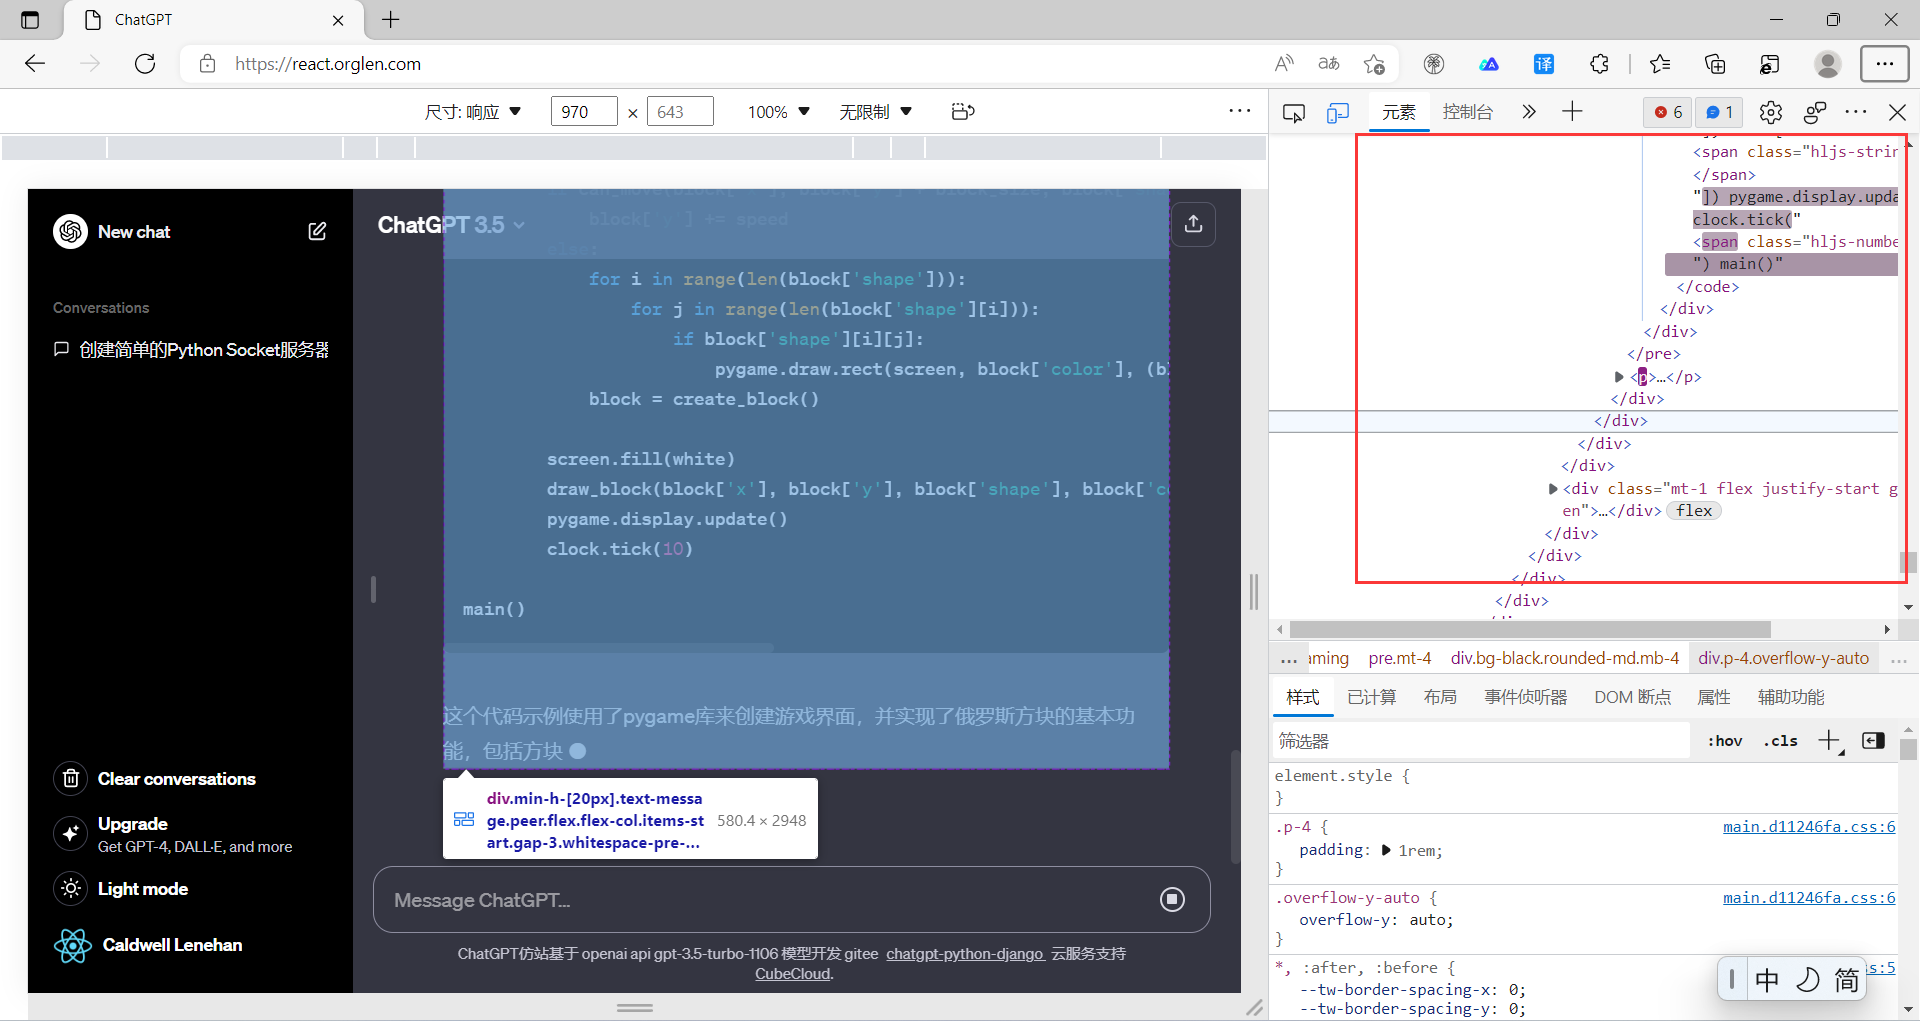 ChatGPT
https://react.orglen.com
尺寸: 响应
970
×
643
100%
无限制
元素
控制台
6
1
New chat
Conversations
创建简单的Python Socket服务器
Clear conversations
Upgrade
Get GPT-4, DALL·E, and more
Light mode
Caldwell Lenehan
ChatGPT 3.5
block['y'] += speed
else:
for i in range(len(block['shape'])):
for j in range(len(block['shape'][i])):
if block['shape'][i][j]:
pygame.draw.rect(screen, block['color'], (bl
block = create_block()
screen.fill(white)
draw_block(block['x'], block['y'], block['shape'], block['co
pygame.display.update()
clock.tick(10)
main()
这个代码示例使用了pygame库来创建游戏界面，并实现了俄罗斯方块的基本功
能，包括方块
div.min-h-[20px].text-messa
ge.peer.flex.flex-col.items-st
art.gap-3.whitespace-pre-...
580.4 × 2948
Message ChatGPT...
ChatGPT仿站基于 openai api gpt-3.5-turbo-1106 模型开发 gitee chatgpt-python-django 云服务支持
CubeCloud.
<span class="hljs-strin
</span>
"]) pygame.display.upda
clock.tick("
<span class="hljs-numbe
") main()"
</code>
</div>
</div>
</pre>
<p>…</p>
</div>
</div>
</div>
</div>
<div class="mt-1 flex justify-start g
en">…</div> flex
</div>
</div>
</div>
</div>
... aming pre.mt-4 div.bg-black.rounded-md.mb-4 div.p-4.overflow-y-auto ...
样式 已计算 布局 事件侦听器 DOM 断点 属性 辅助功能
筛选器
:hov .cls
element.style {
}
.p-4 { main.d11246fa.css:6
padding: 1rem;
}
.overflow-y-auto { main.d11246fa.css:6
overflow-y: auto;
}
*, :after, :before { s:5
--tw-border-spacing-x: 0;
--tw-border-spacing-y: 0;
中 简